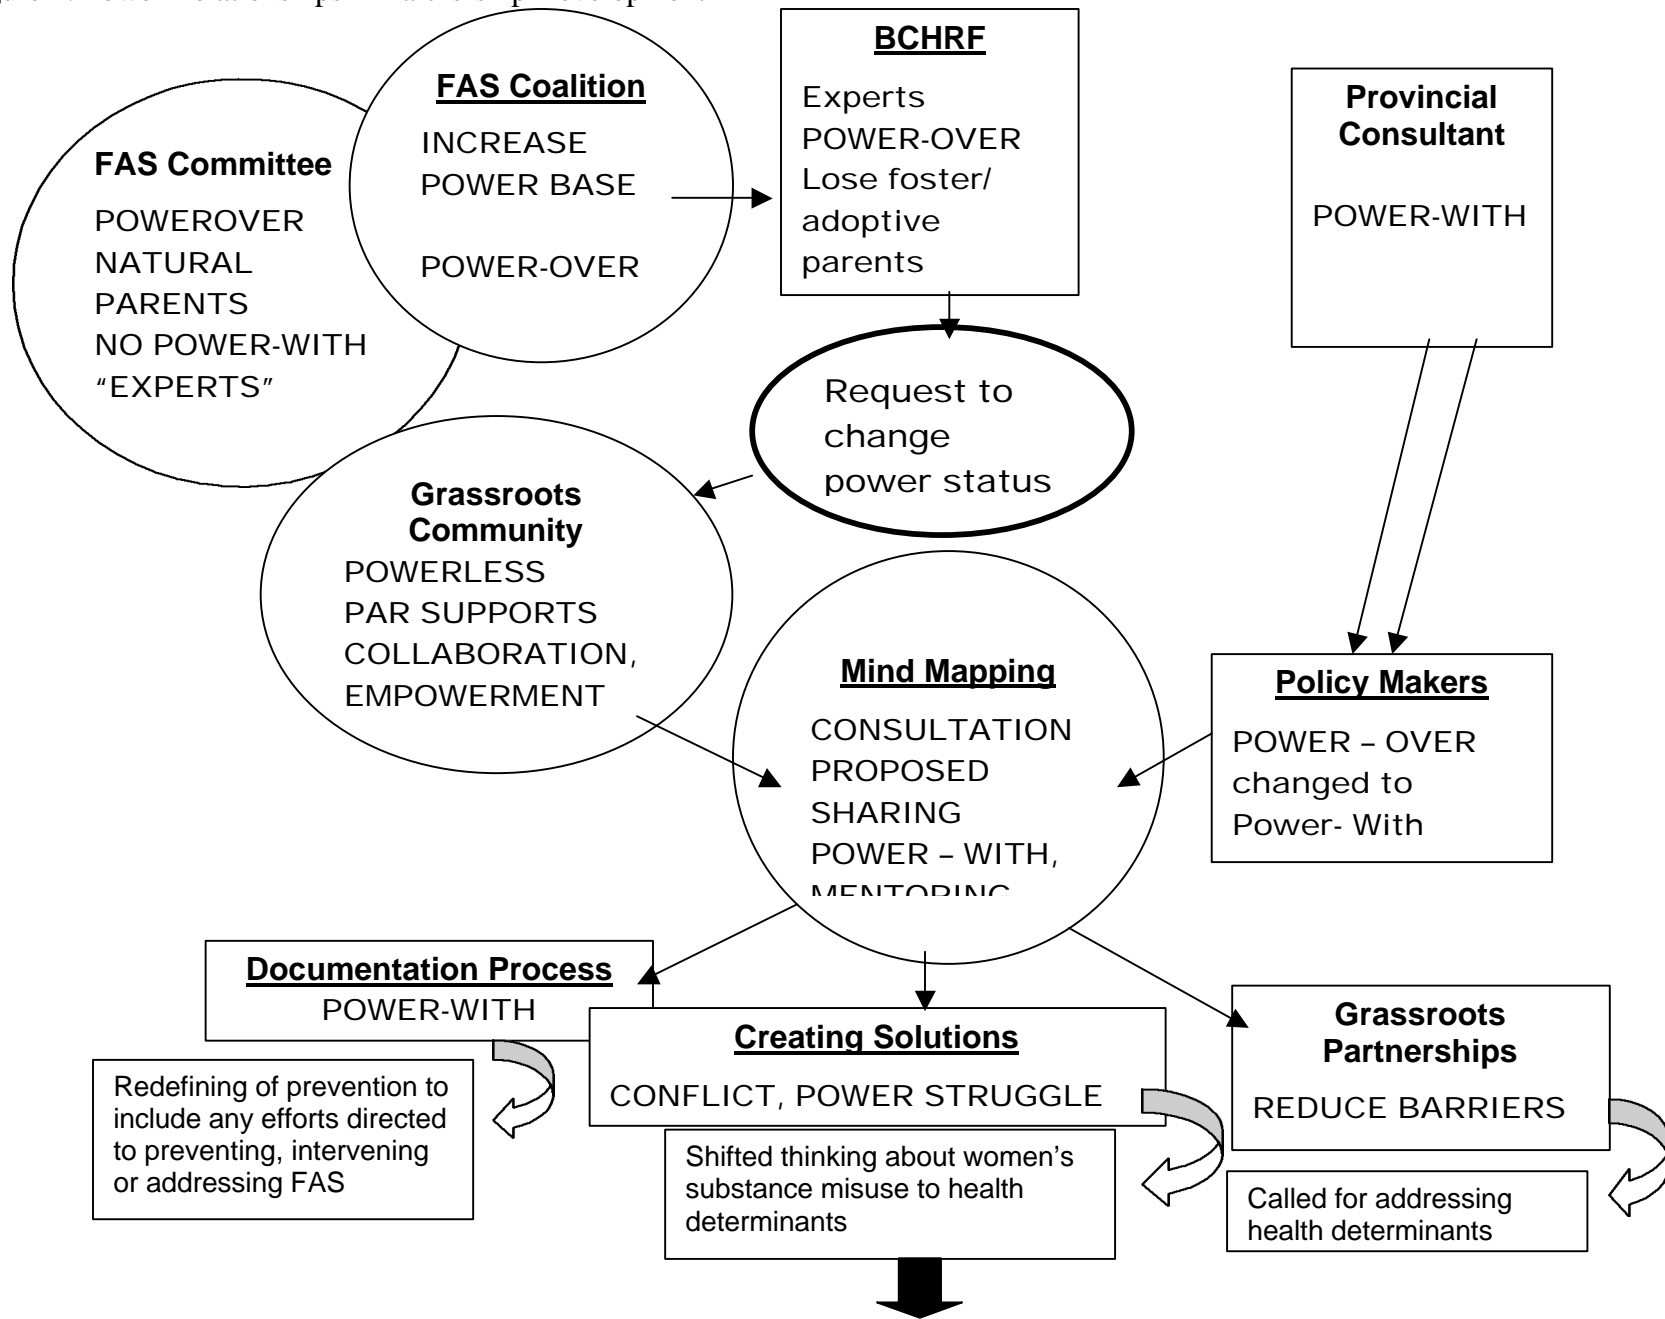 BCHRF
Experts
POWER-OVER
Lose foster/
adoptive
parents
FAS Coalition
INCREASE
POWER BASE
POWER-OVER
Provincial
Consultant
POWER-WITH
FAS Committee
POWEROVER
NATURAL
PARENTS
NO POWER-WITH
“EXPERTS”
Request to
change
power status
Grassroots
Community
POWERLESS
PAR SUPPORTS
COLLABORATION,
EMPOWERMENT
Mind Mapping
CONSULTATION
PROPOSED
SHARING
POWER – WITH,
MENTORING
Policy Makers
POWER – OVER
changed to
Power- With
Documentation Process
POWER-WITH
Redefining of prevention to
include any efforts directed
to preventing, intervening
or addressing FAS
Creating Solutions
CONFLICT, POWER STRUGGLE
Shifted thinking about women’s
substance misuse to health
determinants
Grassroots
Partnerships
REDUCE BARRIERS
Called for addressing
health determinants